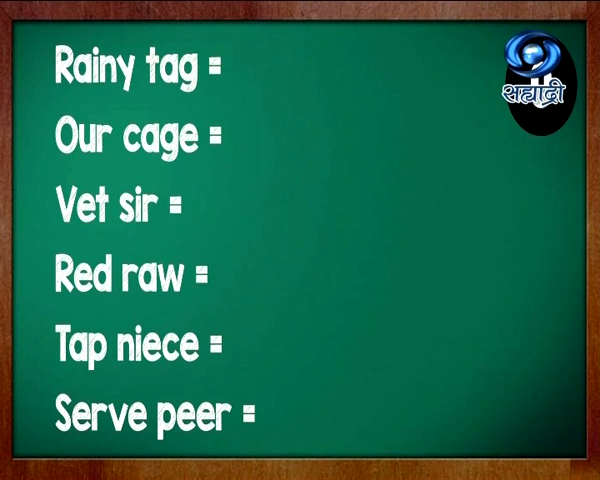 Rainy tag =
सह्याद्री
Our cage =
Vet sir =
Red raw =
Tap niece =
Serve peer =